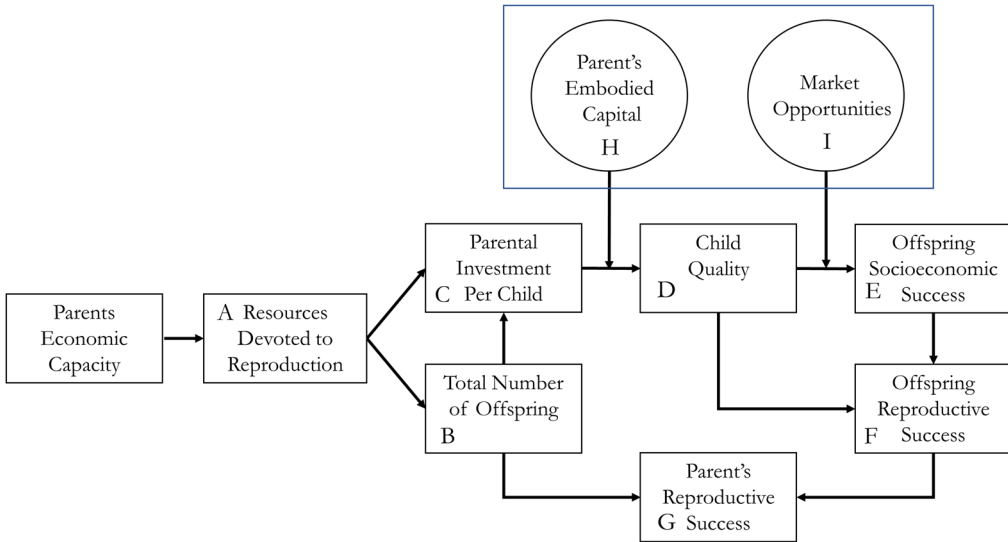 Parent's
Embodied
Capital
H
Market
Opportunities
I
Parental
Investment
C Per Child
Child
Quality
D
Offspring
Socioeconomic
E Success
Parents
Economic
Capacity
A Resources
Devoted to
Reproduction
Total Number
of Offspring
B
Offspring
Reproductive
F Success
Parent's
Reproductive
G Success